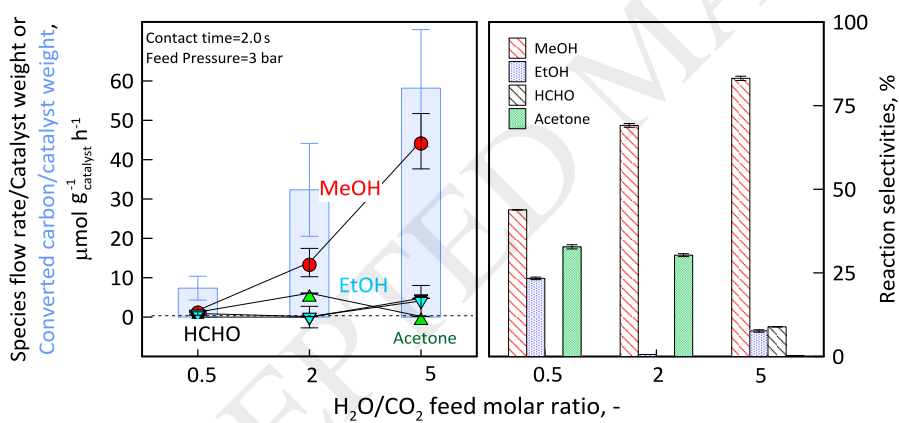 Species flow rate/Catalyst weight or
Converted carbon/catalyst weight,
μmol g⁻¹catalyst h⁻¹
Contact time=2.0 s
Feed Pressure=3 bar
60
50
40
30
20
10
0
MeOH
EtOH
HCHO
Acetone
0.5
2
5
MeOH
EtOH
HCHO
Acetone
100
75
50
25
0
Reaction selectivities, %
0.5
2
5
H₂O/CO₂ feed molar ratio, -